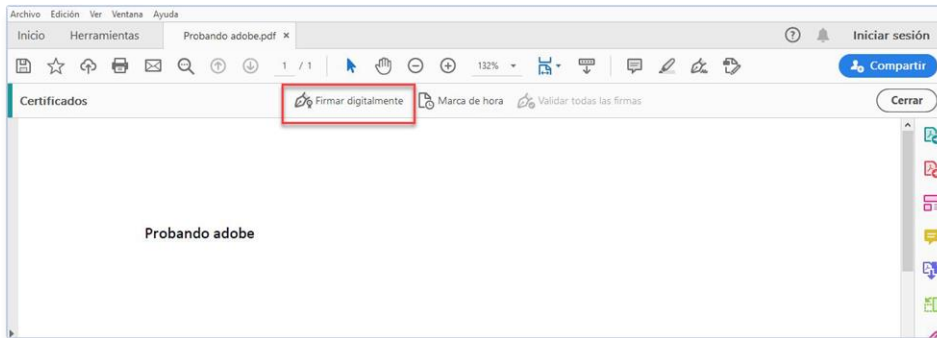 Archivo Edición Ver Ventana Ayuda
Inicio Herramientas Probando adobe.pdf × Iniciar sesión
1 / 1 132% Compartir
Certificados Firmar digitalmente Marca de hora Validar todas las firmas Cerrar
Probando adobe